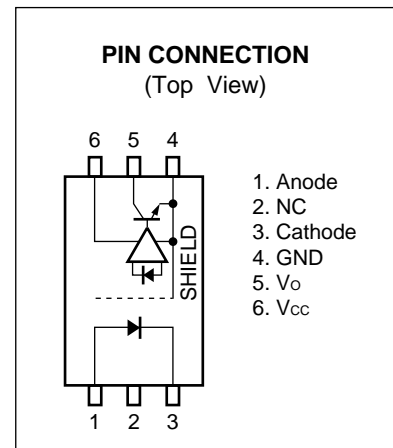 PIN CONNECTION
(Top View)
6 5 4
SHIELD
1 2 3
1. Anode
2. NC
3. Cathode
4. GND
5. Vo
6. Vcc